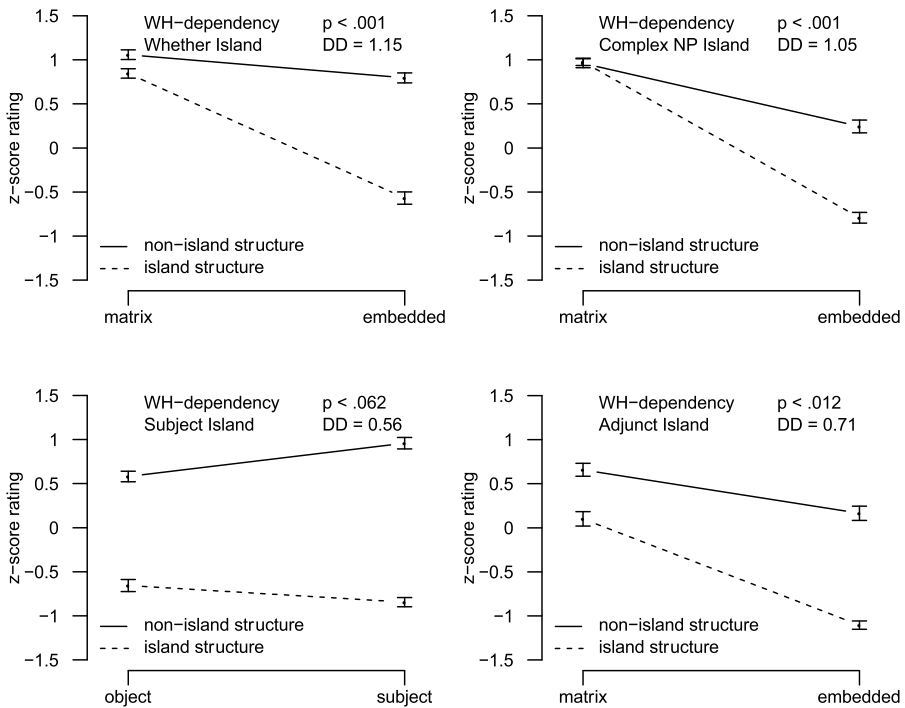 WH−dependency p < .001
Whether Island DD = 1.15
1.5
1
0.5
0
−0.5
−1
−1.5
z−score rating
non−island structure
island structure
matrix embedded
WH−dependency p < .001
Complex NP Island DD = 1.05
1.5
1
0.5
0
−0.5
−1
−1.5
z−score rating
non−island structure
island structure
matrix embedded
WH−dependency p < .062
Subject Island DD = 0.56
1.5
1
0.5
0
−0.5
−1
−1.5
z−score rating
non−island structure
island structure
object subject
WH−dependency p < .012
Adjunct Island DD = 0.71
1.5
1
0.5
0
−0.5
−1
−1.5
z−score rating
non−island structure
island structure
matrix embedded